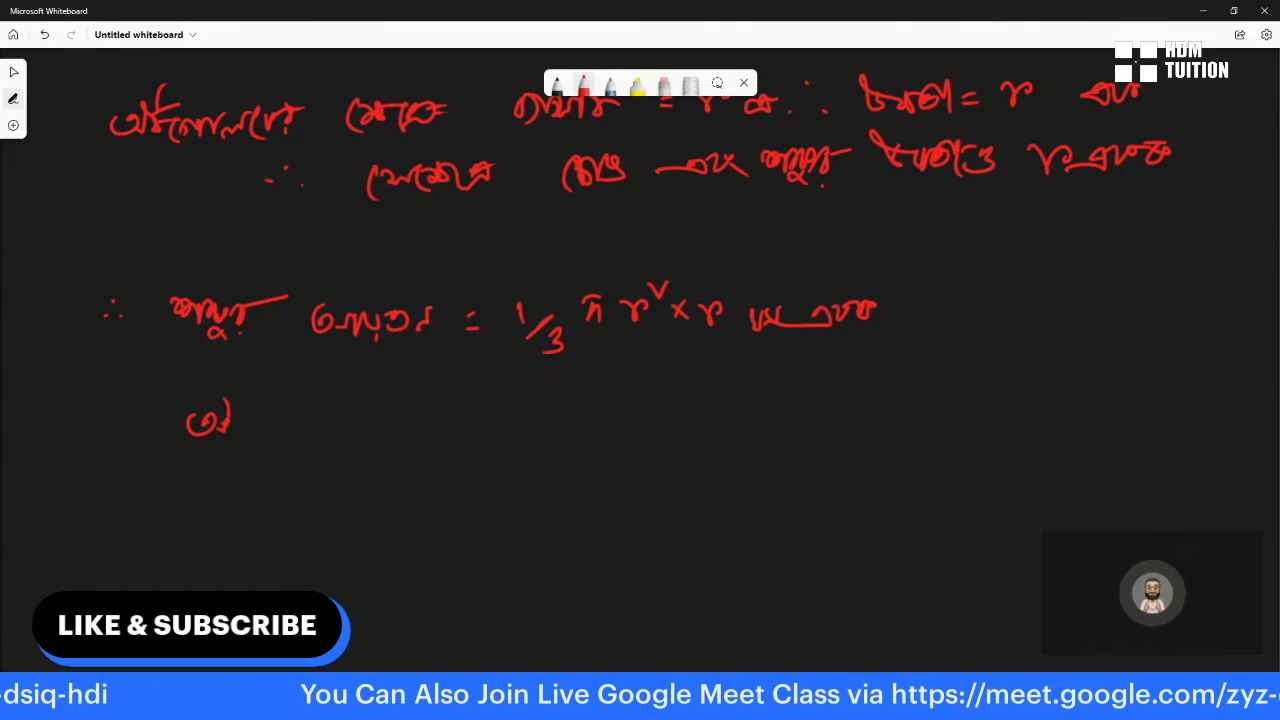 Microsoft Whiteboard
Untitled whiteboard
HDM
TUITION
অর্ধগোলকের ক্ষেত্রে = r ∴ উচ্চতা = r একক
∴ ক্ষেত্রে শঙ্কুর উচ্চতাও r একক
∴ শঙ্কুর আয়তন = 1/3 π r² × r ঘন একক
LIKE & SUBSCRIBE
-dsiq-hdi You Can Also Join Live Google Meet Class via https://meet.google.com/zyz-